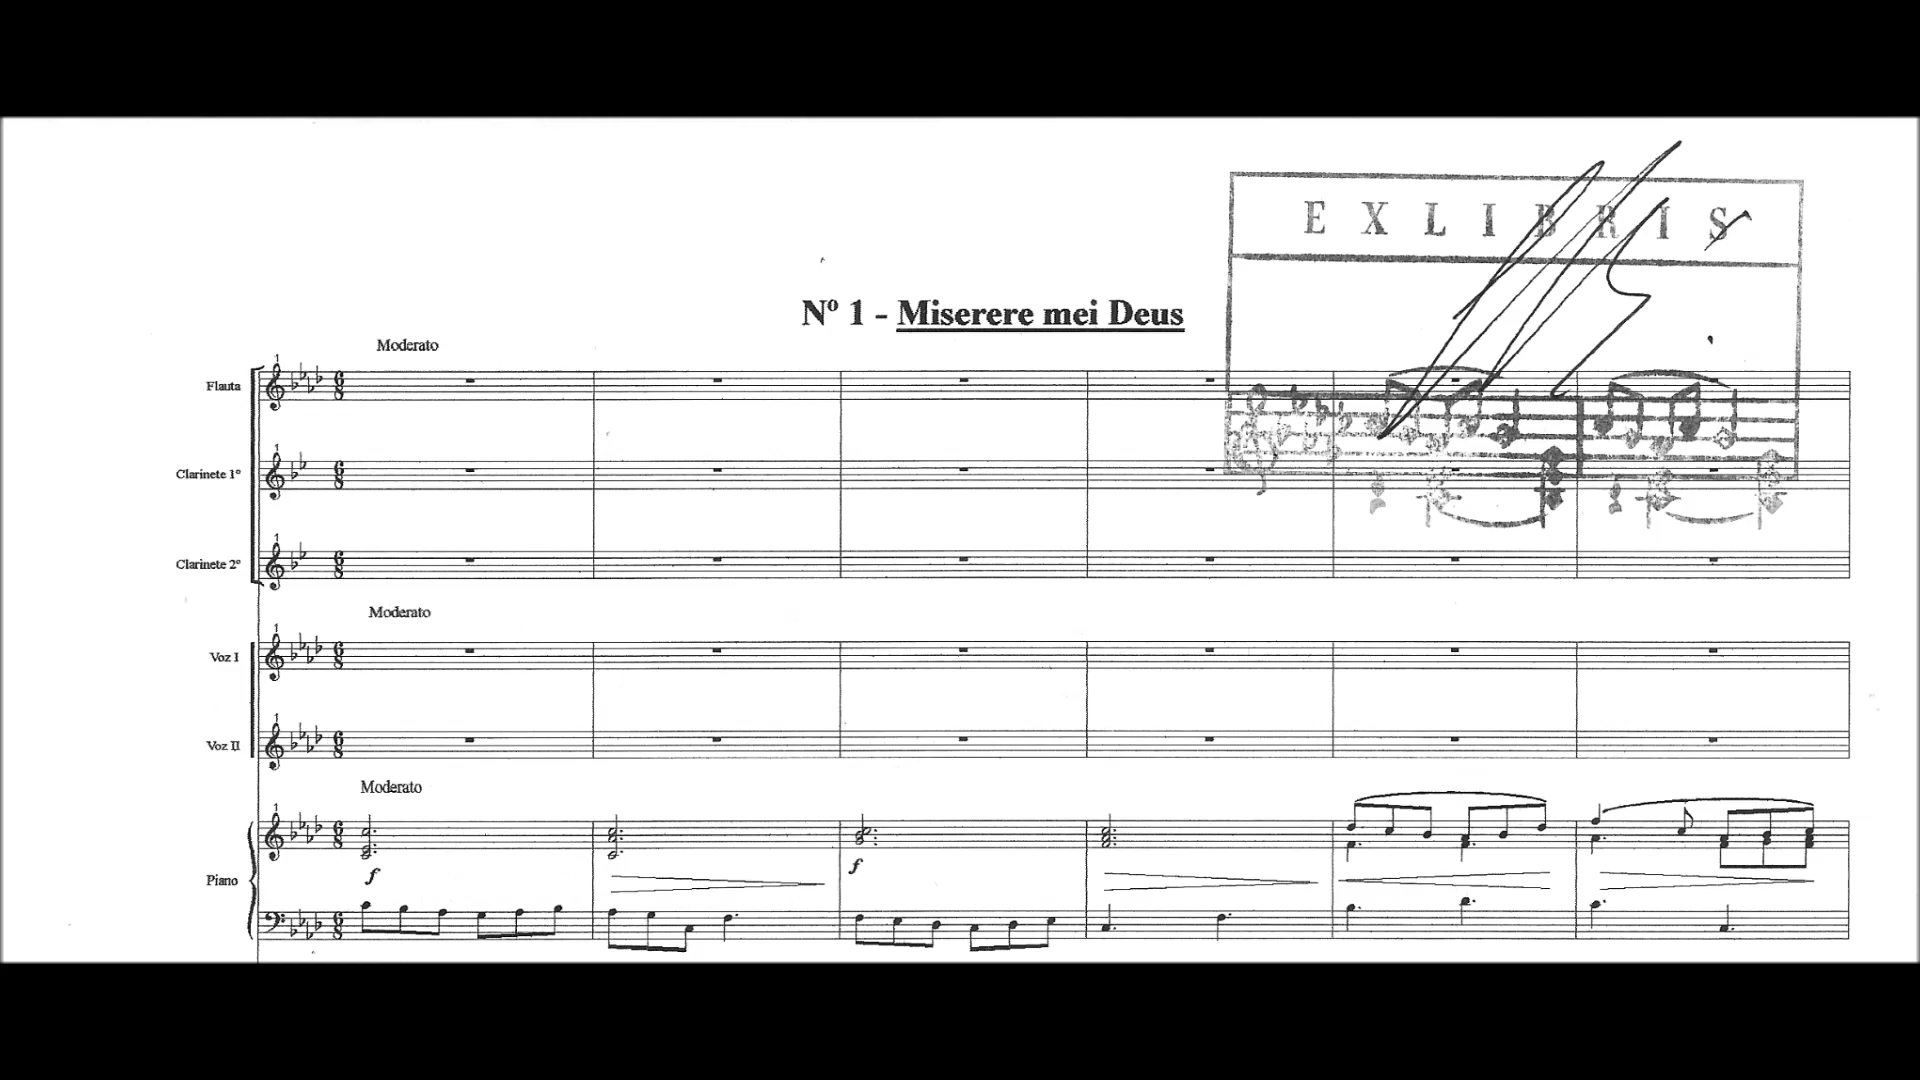 EXLIBRIS
Nº 1 - Miserere mei Deus
Moderato
Flauta
Clarinete 1º
Clarinete 2º
Moderato
Voz I
Voz II
Moderato
Piano
f
f